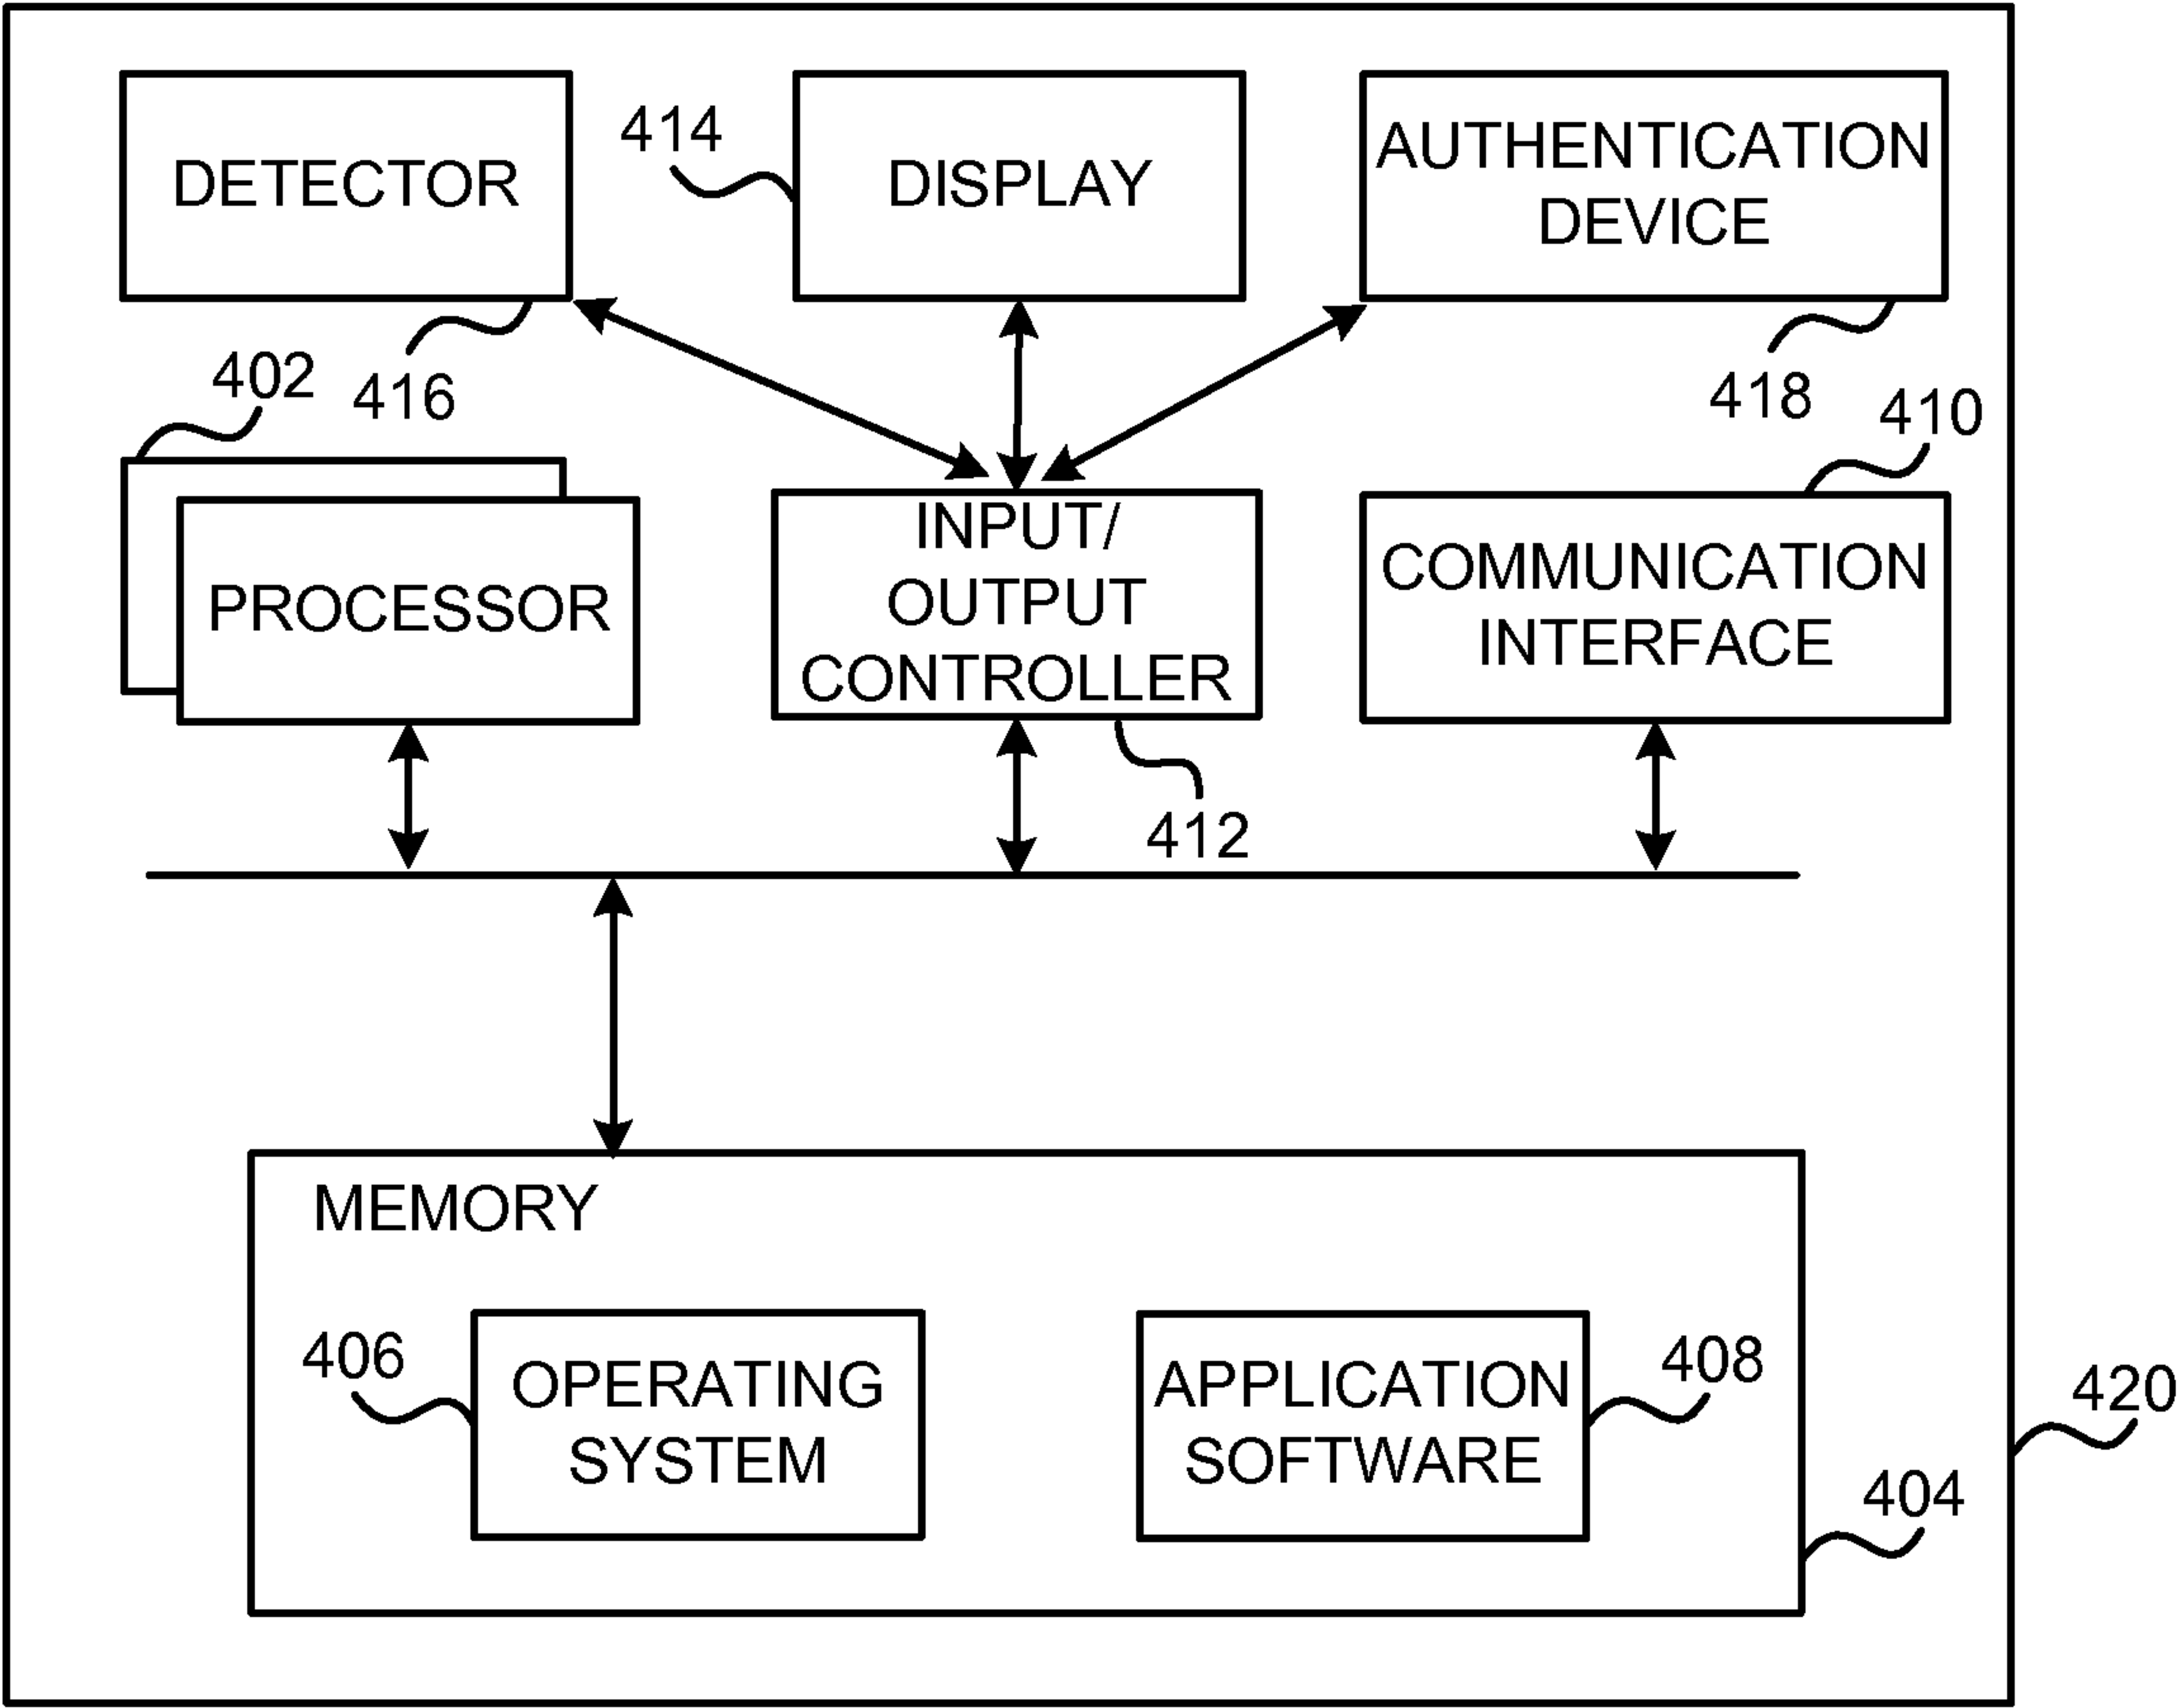 DETECTOR
414
DISPLAY
AUTHENTICATION
DEVICE
402
416
418
410
PROCESSOR
INPUT/
OUTPUT
CONTROLLER
COMMUNICATION
INTERFACE
412
MEMORY
406
OPERATING
SYSTEM
APPLICATION
SOFTWARE
408
420
404